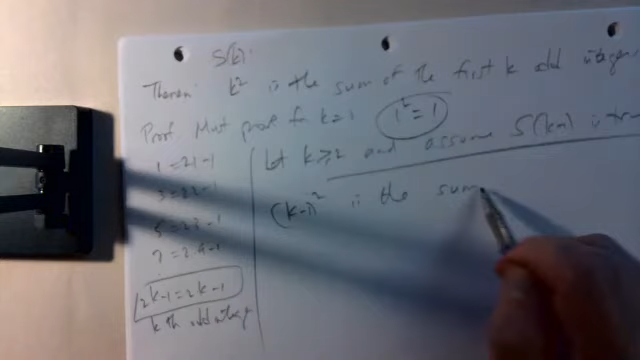 S(k):
Theorem: k² is the sum of the first k odd integers
Proof Must proof for k=1 1²=1
Let k≥2 and assume S(k-1) is true
(k-1)² is the sum
1=2·1-1
3=2·2-1
5=2·3-1
7=2·4-1
2k-1=2k-1
k th odd integer